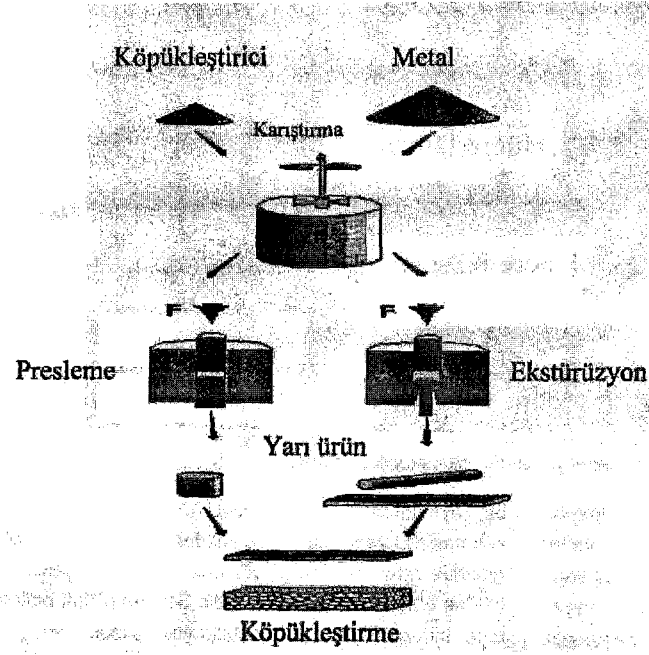 Köpükleştirici
Metal
Karıştırma
F
F
Presleme
Ekstürüzyon
Yarı ürün
Köpükleştirme